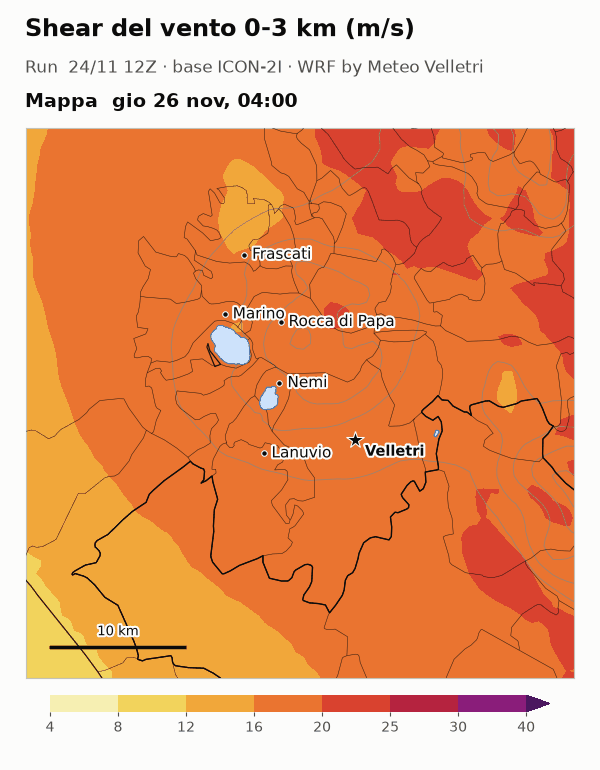 Shear del vento 0-3 km (m/s)
Run  24/11 12Z · base ICON-2I · WRF by Meteo Velletri
Mappa  gio 26 nov, 04:00
Frascati
Marino
Rocca di Papa
Nemi
Velletri
Lanuvio
10 km
4 8 12 16 20 25 30 40